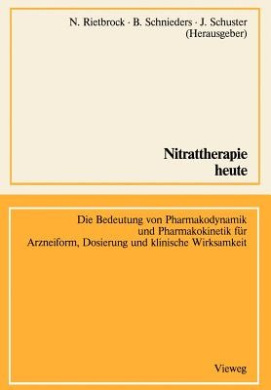 N. Rietbrock · B. Schnieders · J. Schuster
(Herausgeber)
Nitrattherapie
heute
Die Bedeutung von Pharmakodynamik
und Pharmakokinetik für
Arzneiform, Dosierung und klinische Wirksamkeit
Vieweg